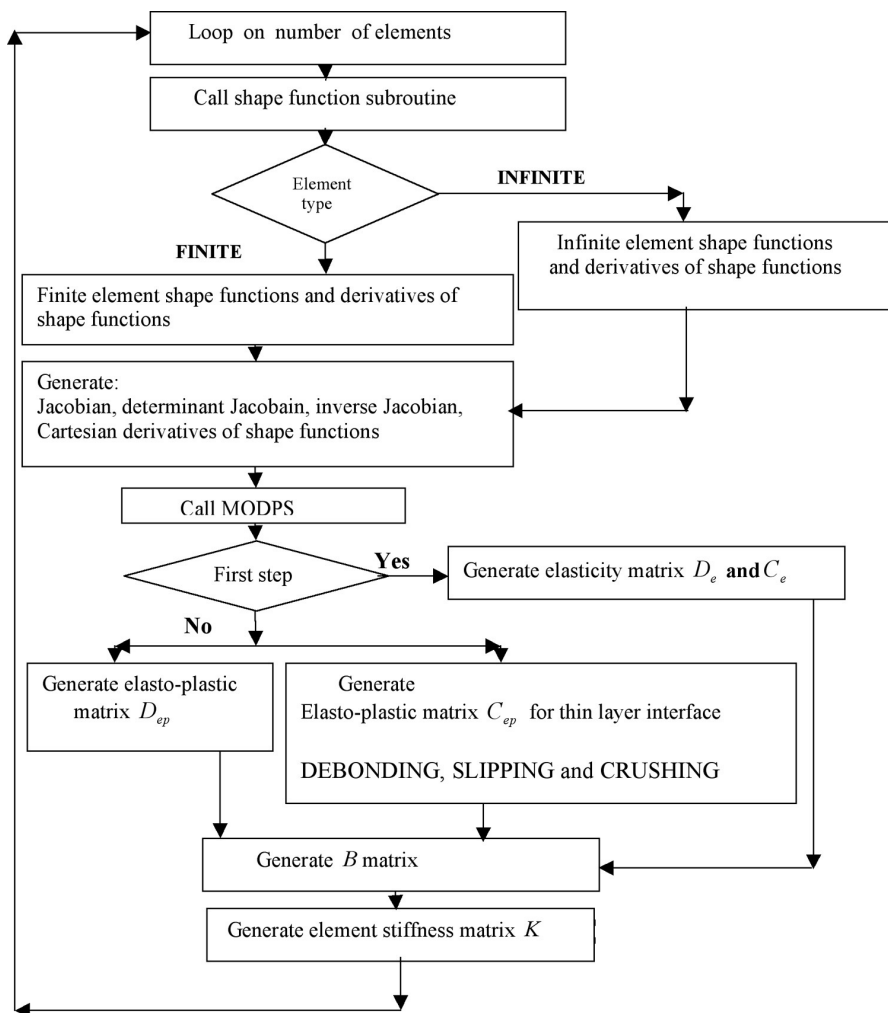 Loop on number of elements
Call shape function subroutine
Element
type
INFINITE
FINITE
Infinite element shape functions
and derivatives of shape functions
Finite element shape functions and derivatives of
shape functions
Generate:
Jacobian, determinant Jacobain, inverse Jacobian,
Cartesian derivatives of shape functions
Call MODPS
First step
Yes
Generate elasticity matrix D_e and C_e
No
Generate elasto-plastic
matrix D_ep
Generate
Elasto-plastic matrix C_ep for thin layer interface
DEBONDING, SLIPPING and CRUSHING
Generate B matrix
Generate element stiffness matrix K